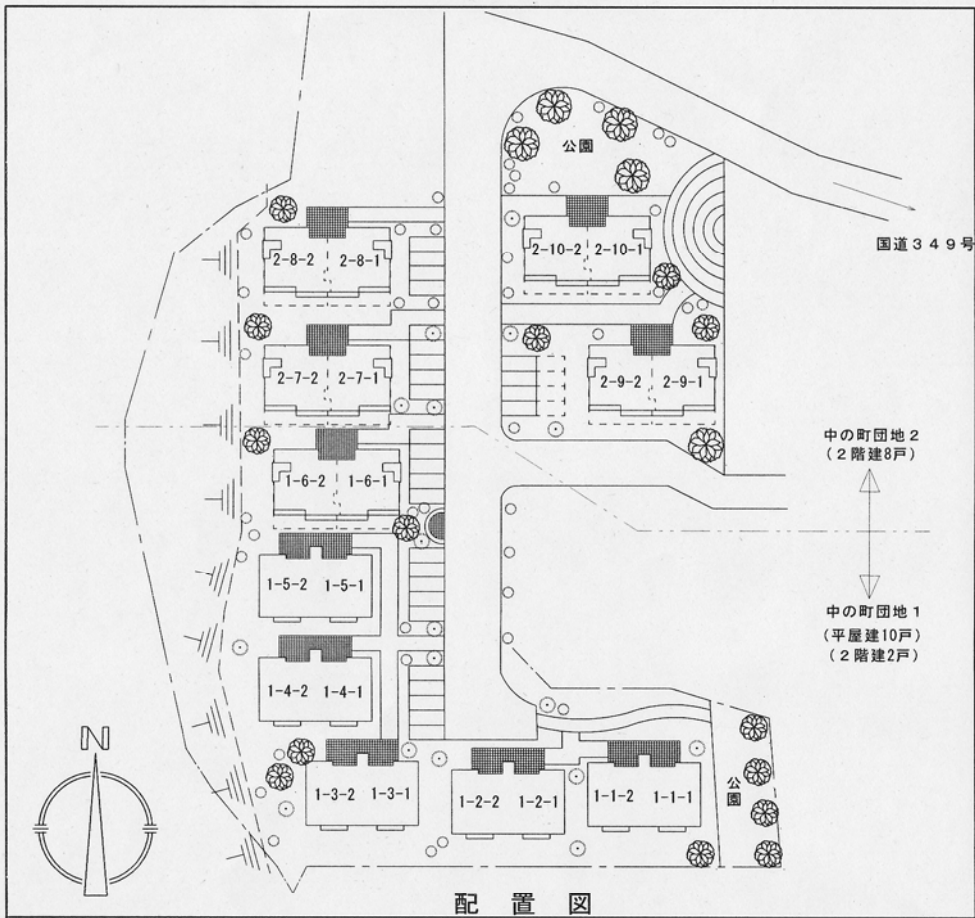 公園
国道349号
2-8-2 2-8-1
2-10-2 2-10-1
2-7-2 2-7-1
2-9-2 2-9-1
中の町団地2
(2階建8戸)
1-6-2 1-6-1
1-5-2 1-5-1
中の町団地1
(平屋建10戸)
(2階建2戸)
1-4-2 1-4-1
N
1-3-2 1-3-1
1-2-2 1-2-1
1-1-2 1-1-1
公園
配置図